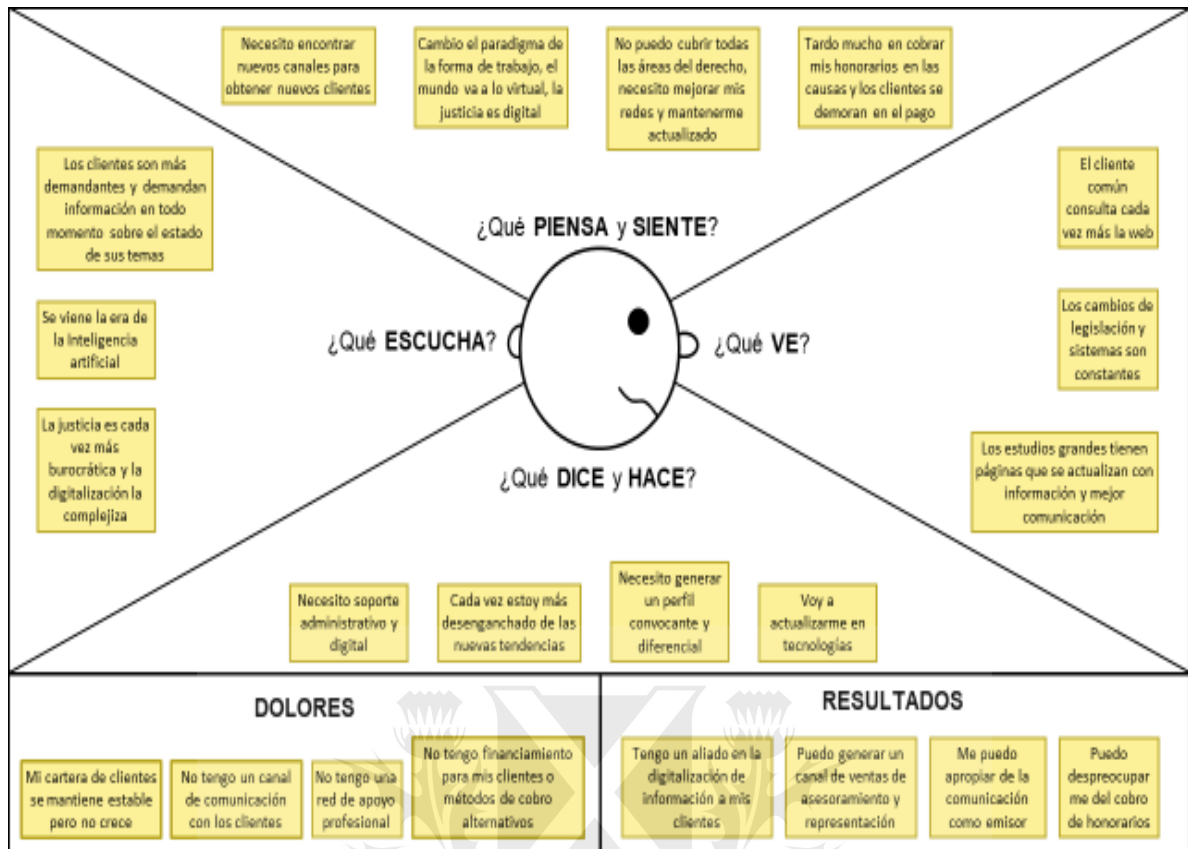 Necesito encontrar
nuevos canales para
obtener nuevos clientes
Cambio el paradigma de
la forma de trabajo, el
mundo va a lo virtual, la
justicia es digital
No puedo cubrir todas
las áreas del derecho,
necesito mejorar mis
redes y mantenerme
actualizado
Tardo mucho en cobrar
mis honorarios en las
causas y los clientes se
demoran en el pago
¿Qué PIENSA y SIENTE?
Los clientes son más
demandantes y demandan
información en todo
momento sobre el estado
de sus temas
Se viene la era de
la Inteligencia
artificial
La justicia es cada
vez más
burocrática y la
digitalización la
complejiza
¿Qué ESCUCHA?
¿Qué VE?
El cliente
común
consulta cada
vez más la web
Los cambios de
legislación y
sistemas son
constantes
Los estudios grandes tienen
páginas que se actualizan con
información y mejor
comunicación
¿Qué DICE y HACE?
Necesito soporte
administrativo y
digital
Cada vez estoy más
desenganchado de las
nuevas tendencias
Necesito generar
un perfil
convocante y
diferencial
Voy a
actualizarme en
tecnologías
DOLORES
Mi cartera de clientes
se mantiene estable
pero no crece
No tengo un canal
de comunicación
con los clientes
No tengo una
red de apoyo
profesional
No tengo financiamiento
para mis clientes o
métodos de cobro
alternativos
RESULTADOS
Tengo un aliado en la
digitalización de
información a mis
clientes
Puedo generar un
canal de ventas de
asesoramiento y
representación
Me puedo
apropiar de la
comunicación
como emisor
Puedo
despreocupar
me del cobro
de honorarios